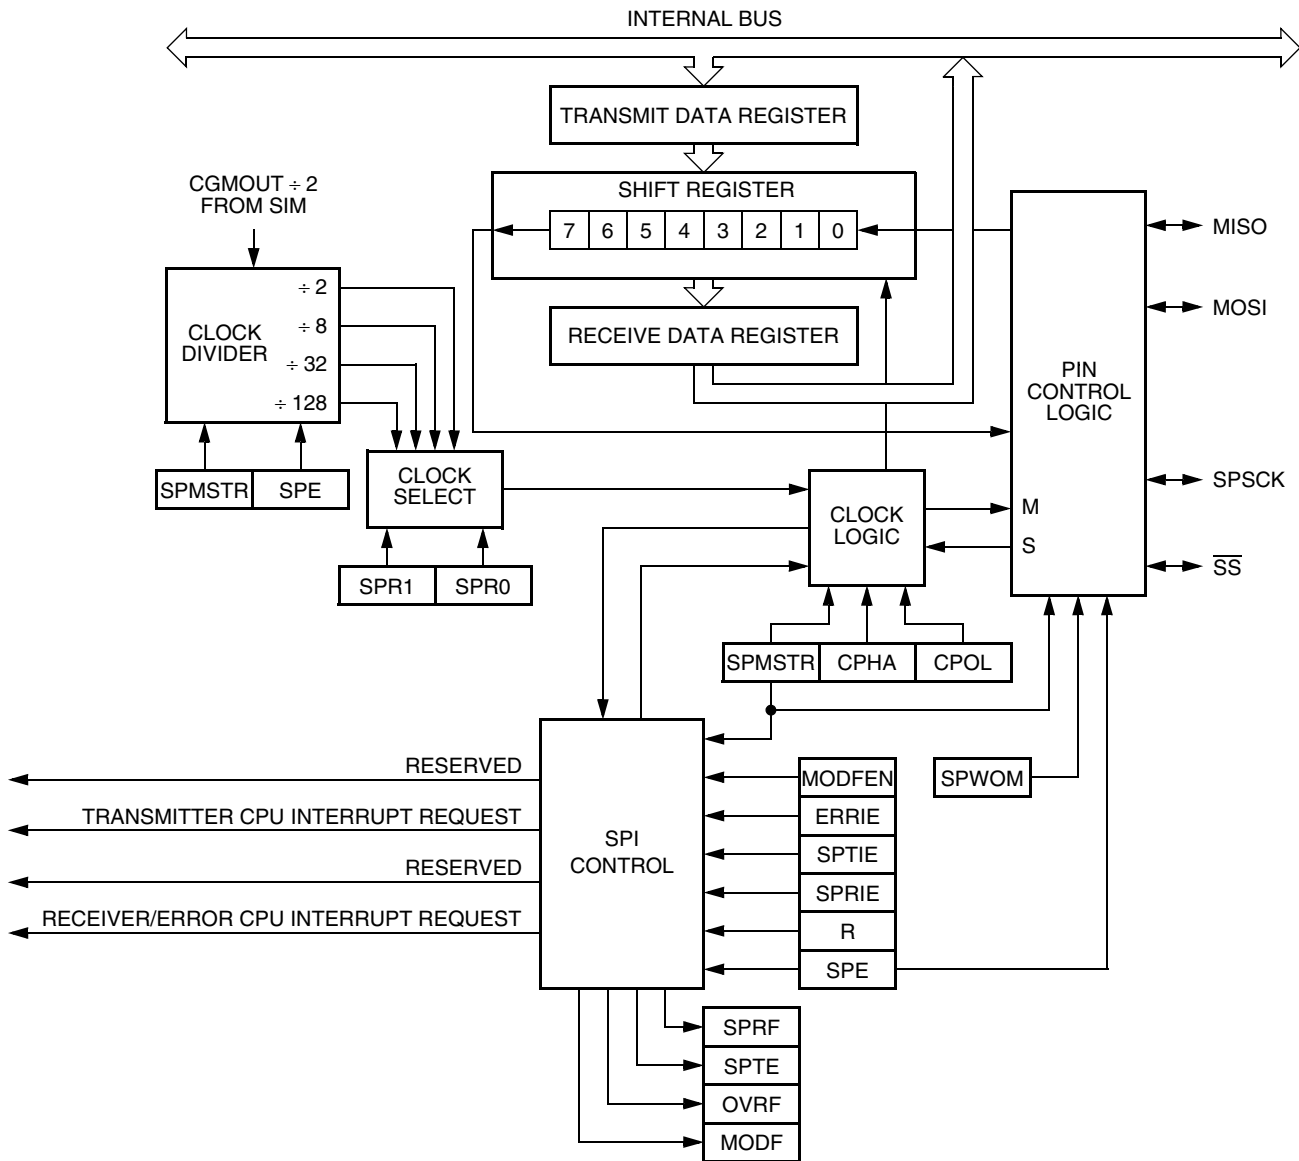 INTERNAL BUS
TRANSMIT DATA REGISTER
SHIFT REGISTER
7 6 5 4 3 2 1 0
RECEIVE DATA REGISTER
CGMOUT ÷ 2
FROM SIM
CLOCK
DIVIDER
÷ 2
÷ 8
÷ 32
÷ 128
SPMSTR SPE
CLOCK
SELECT
SPR1 SPR0
PIN
CONTROL
LOGIC
M
S
MISO
MOSI
SPSCK
SS
CLOCK
LOGIC
SPMSTR CPHA CPOL
SPWOM
RESERVED
TRANSMITTER CPU INTERRUPT REQUEST
RESERVED
RECEIVER/ERROR CPU INTERRUPT REQUEST
SPI
CONTROL
MODFEN
ERRIE
SPTIE
SPRIE
R
SPE
SPRF
SPTE
OVRF
MODF